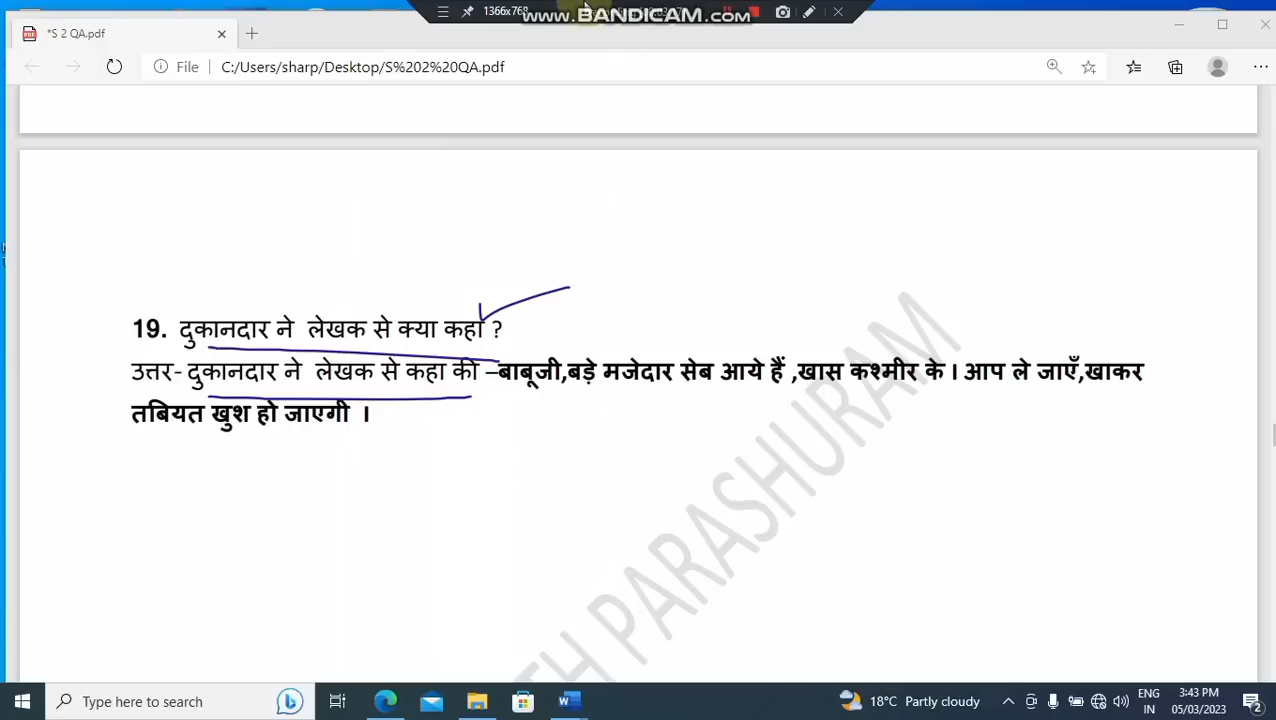 1366x768
www.BANDICAM.com
*S 2 QA.pdf
File C:/Users/sharp/Desktop/S%202%20QA.pdf
19. दुकानदार ने लेखक से क्या कहा ?
उत्तर- दुकानदार ने लेखक से कहा की –बाबूजी,बड़े मजेदार सेब आये हैं ,खास कश्मीर के । आप ले जाएँ,खाकर
तबियत खुश हो जाएगी ।
PARASHURAM
Type here to search
18°C Partly cloudy
ENG
IN
3:43 PM
05/03/2023
2